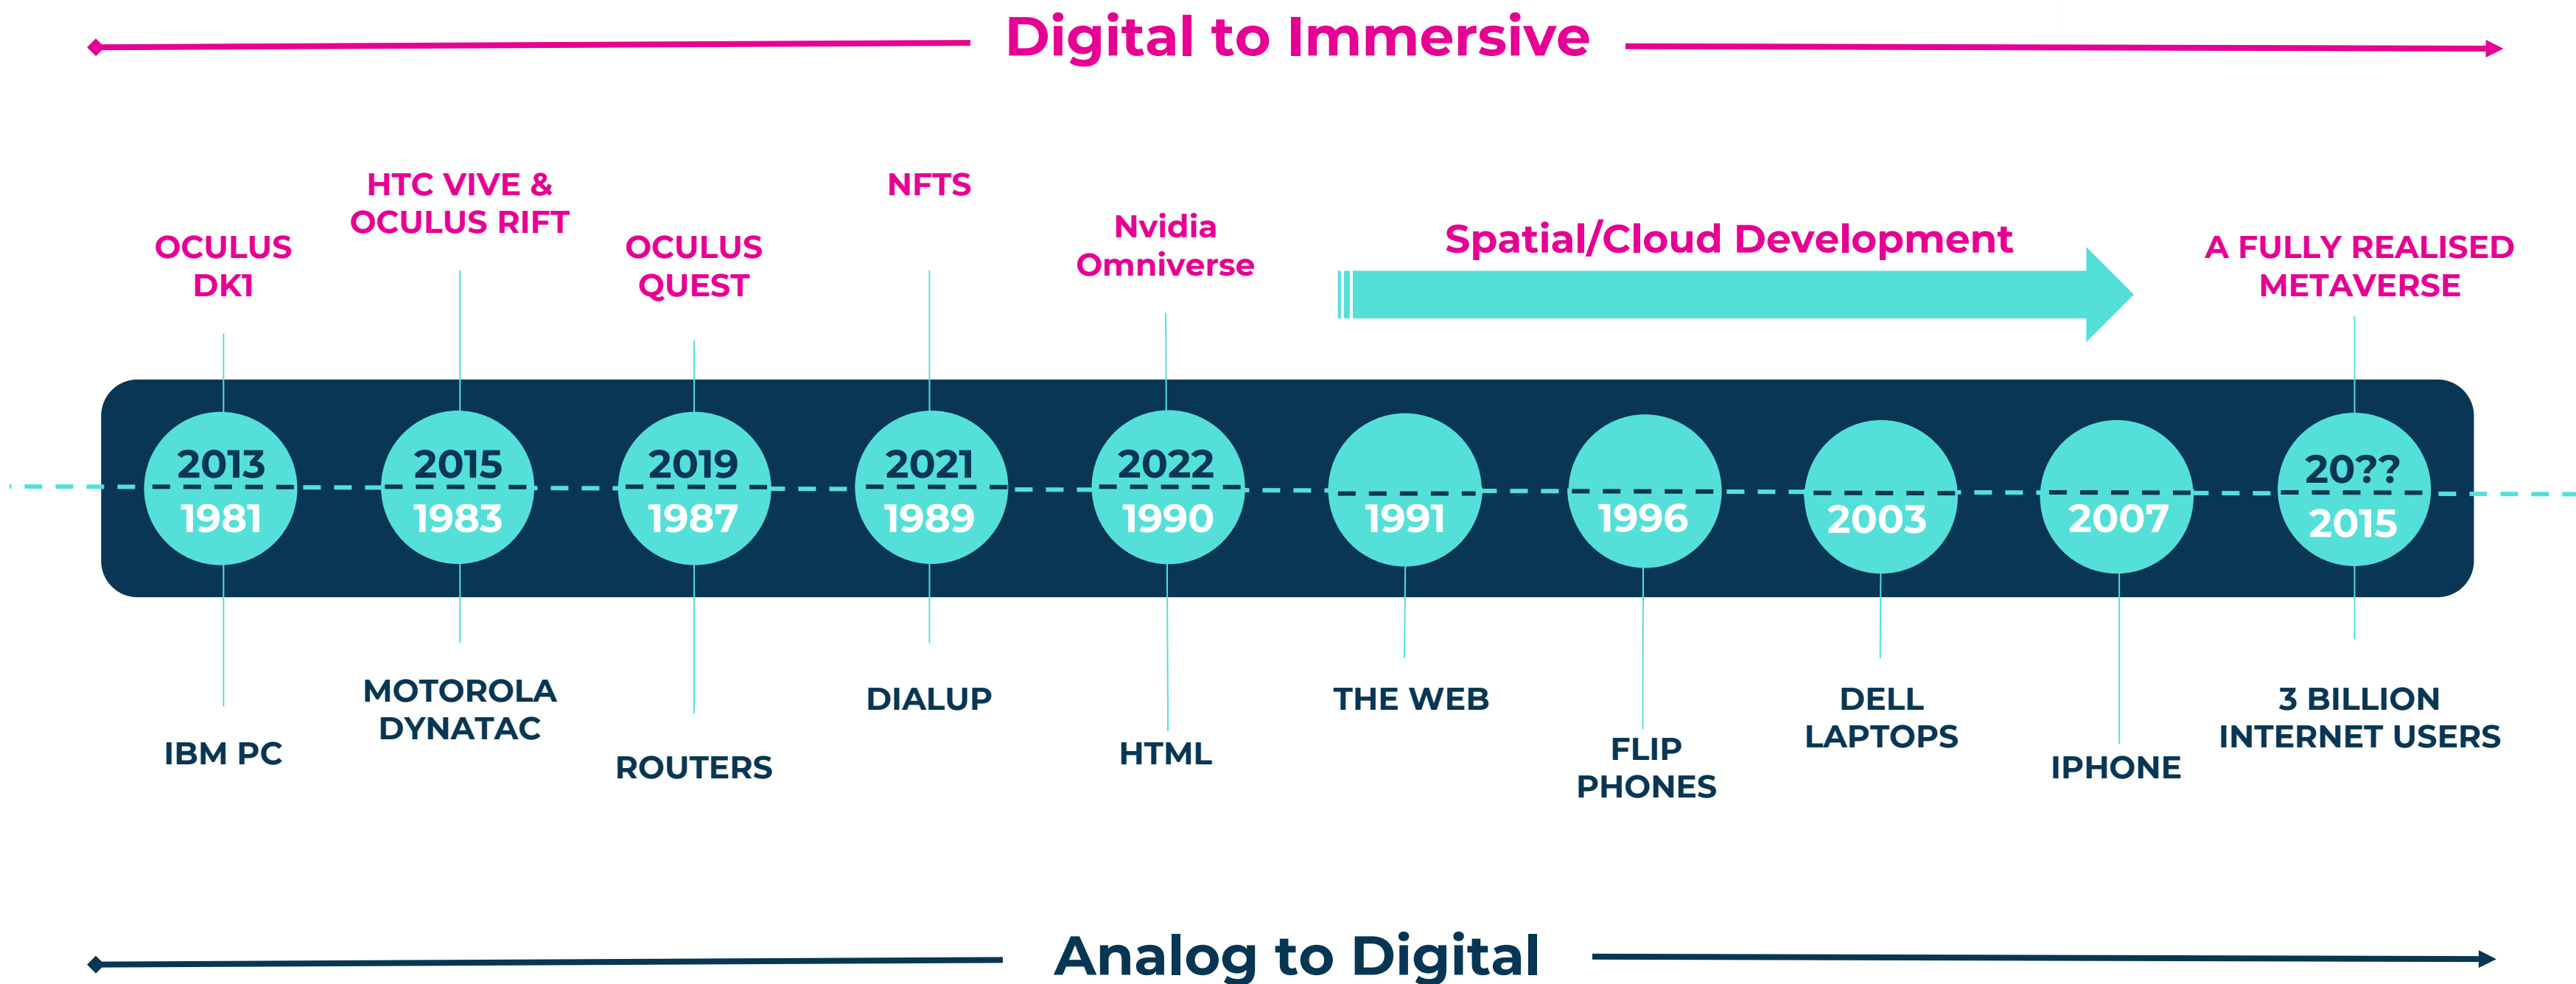 Digital to Immersive
OCULUS
DK1
HTC VIVE &
OCULUS RIFT
OCULUS
QUEST
NFTS
Nvidia
Omniverse
Spatial/Cloud Development
A FULLY REALISED
METAVERSE
2013
1981
2015
1983
2019
1987
2021
1989
2022
1990
1991
1996
2003
2007
20??
2015
IBM PC
MOTOROLA
DYNATAC
ROUTERS
DIALUP
HTML
THE WEB
FLIP
PHONES
DELL
LAPTOPS
IPHONE
3 BILLION
INTERNET USERS
Analog to Digital